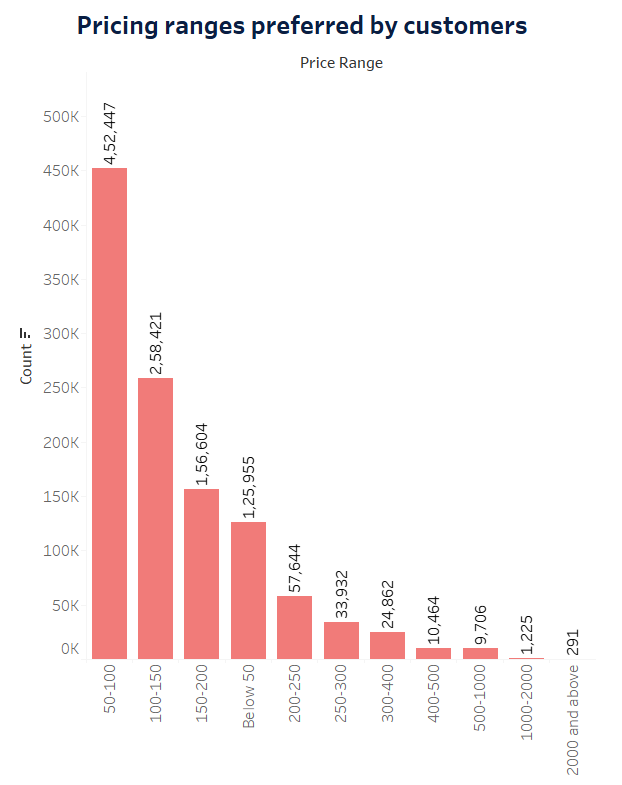 Pricing ranges preferred by customers
Price Range
Count
500K
450K
400K
350K
300K
250K
200K
150K
100K
50K
0K
4,52,447
2,58,421
1,56,604
1,25,955
57,644
33,932
24,862
10,464
9,706
1,225
291
50-100
100-150
150-200
Below 50
200-250
250-300
300-400
400-500
500-1000
1000-2000
2000 and above